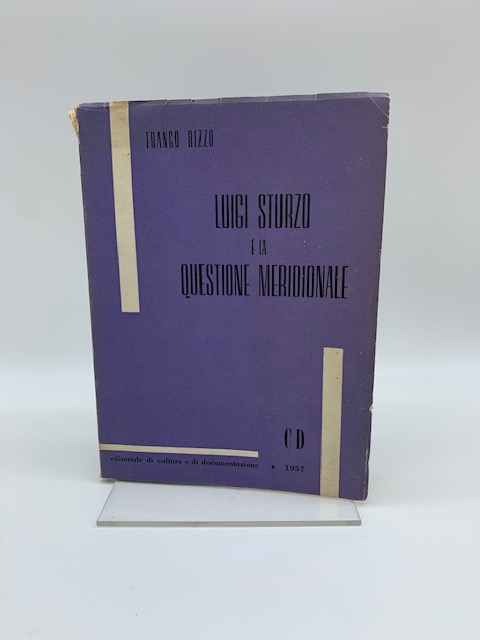 FRANCO RIZZO
LUIGI STURZO
E LA
QUESTIONE MERIDIONALE
CD
editoriale di cultura e di documentazione • 1957